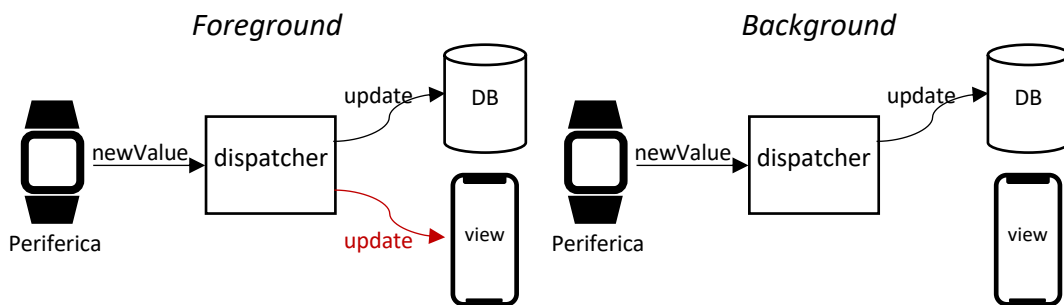 Foreground
update
DB
newValue
dispatcher
update
view
Periferica
Background
update
DB
newValue
dispatcher
view
Periferica